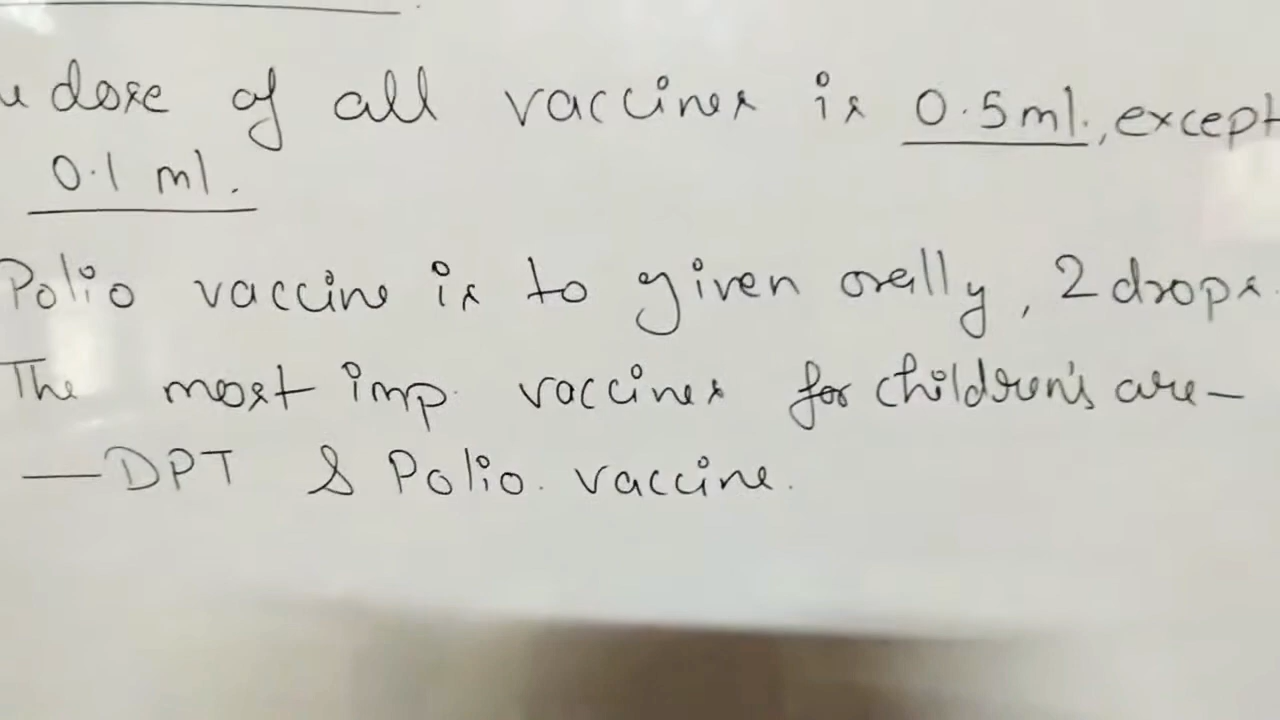 dose of all vaccines is 0.5ml., except
0.1 ml.
Polio vaccine is to given orally, 2 drops.
The most imp. vaccines for children's are-
— DPT & Polio. vaccine.